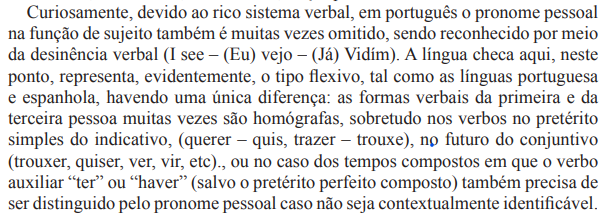 Curiosamente, devido ao rico sistema verbal, em português o pronome pessoal
na função de sujeito também é muitas vezes omitido, sendo reconhecido por meio
da desinência verbal (I see – (Eu) vejo – (Já) Vidím). A língua checa aqui, neste
ponto, representa, evidentemente, o tipo flexivo, tal como as línguas portuguesa
e espanhola, havendo uma única diferença: as formas verbais da primeira e da
terceira pessoa muitas vezes são homógrafas, sobretudo nos verbos no pretérito
simples do indicativo, (querer – quis, trazer – trouxe), no futuro do conjuntivo
(trouxer, quiser, ver, vir, etc)., ou no caso dos tempos compostos em que o verbo
auxiliar “ter” ou “haver” (salvo o pretérito perfeito composto) também precisa de
ser distinguido pelo pronome pessoal caso não seja contextualmente identificável.